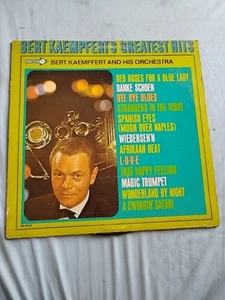 BERT KAEMPFERT'S GREATEST HITS
BERT KAEMPFERT AND HIS ORCHESTRA
RED ROSES FOR A BLUE LADY
DANKE SCHOEN
BYE BYE BLUES
STRANGERS IN THE NIGHT
SPANISH EYES
(MOON OVER NAPLES)
WIEDERSEH'N
AFRIKAAN BEAT
L-O-V-E
THAT HAPPY FEELING
MAGIC TRUMPET
WONDERLAND BY NIGHT
A SWINGIN' SAFARI